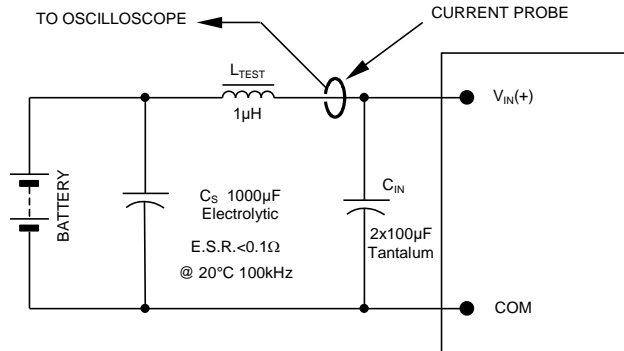 TO OSCILLOSCOPE
CURRENT PROBE
LTEST
1µH
VIN(+)
BATTERY
CS 1000µF
Electrolytic
E.S.R.<0.1Ω
@ 20°C 100kHz
CIN
2x100µF
Tantalum
COM